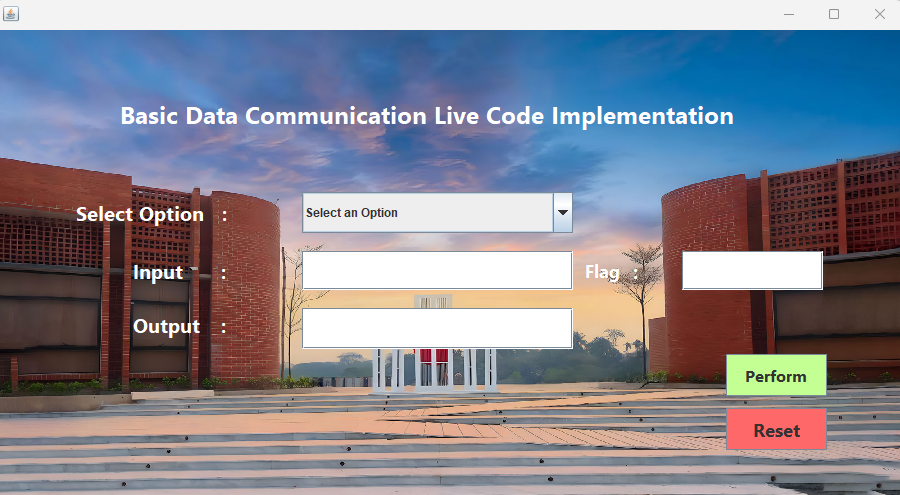 Basic Data Communication Live Code Implementation
Select Option :
Select an Option
Input :
Flag :
Output :
Perform
Reset